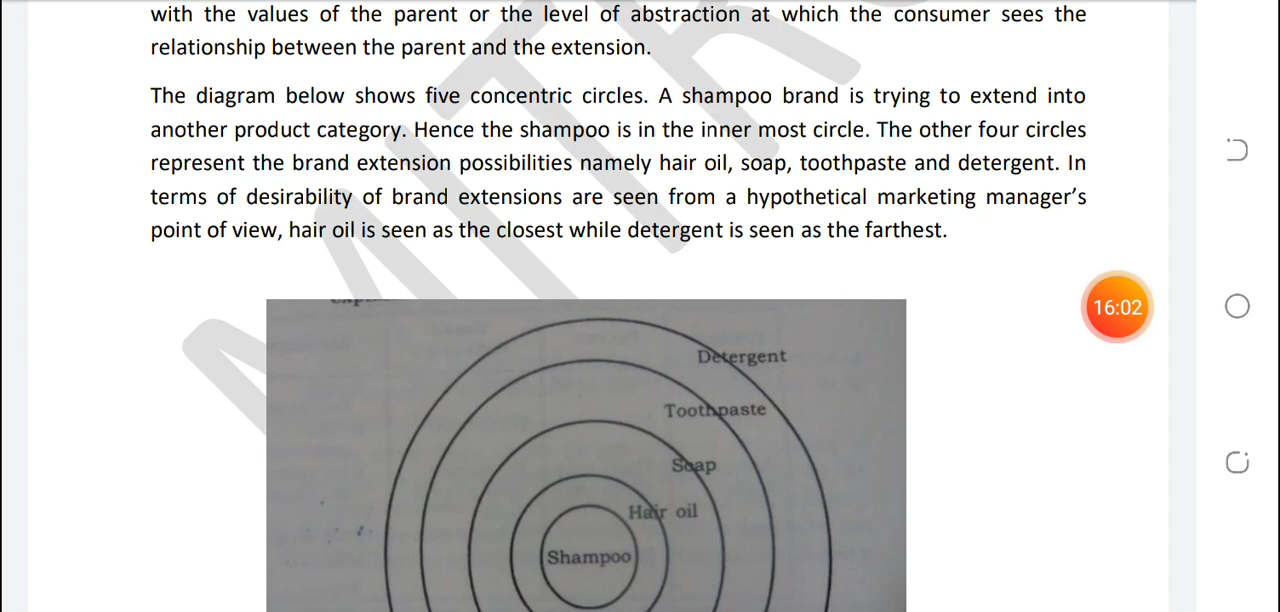 with the values of the parent or the level of abstraction at which the consumer sees the
relationship between the parent and the extension.
The diagram below shows five concentric circles. A shampoo brand is trying to extend into
another product category. Hence the shampoo is in the inner most circle. The other four circles
represent the brand extension possibilities namely hair oil, soap, toothpaste and detergent. In
terms of desirability of brand extensions are seen from a hypothetical marketing manager’s
point of view, hair oil is seen as the closest while detergent is seen as the farthest.
16:02
Detergent
Toothpaste
Soap
Hair oil
Shampoo